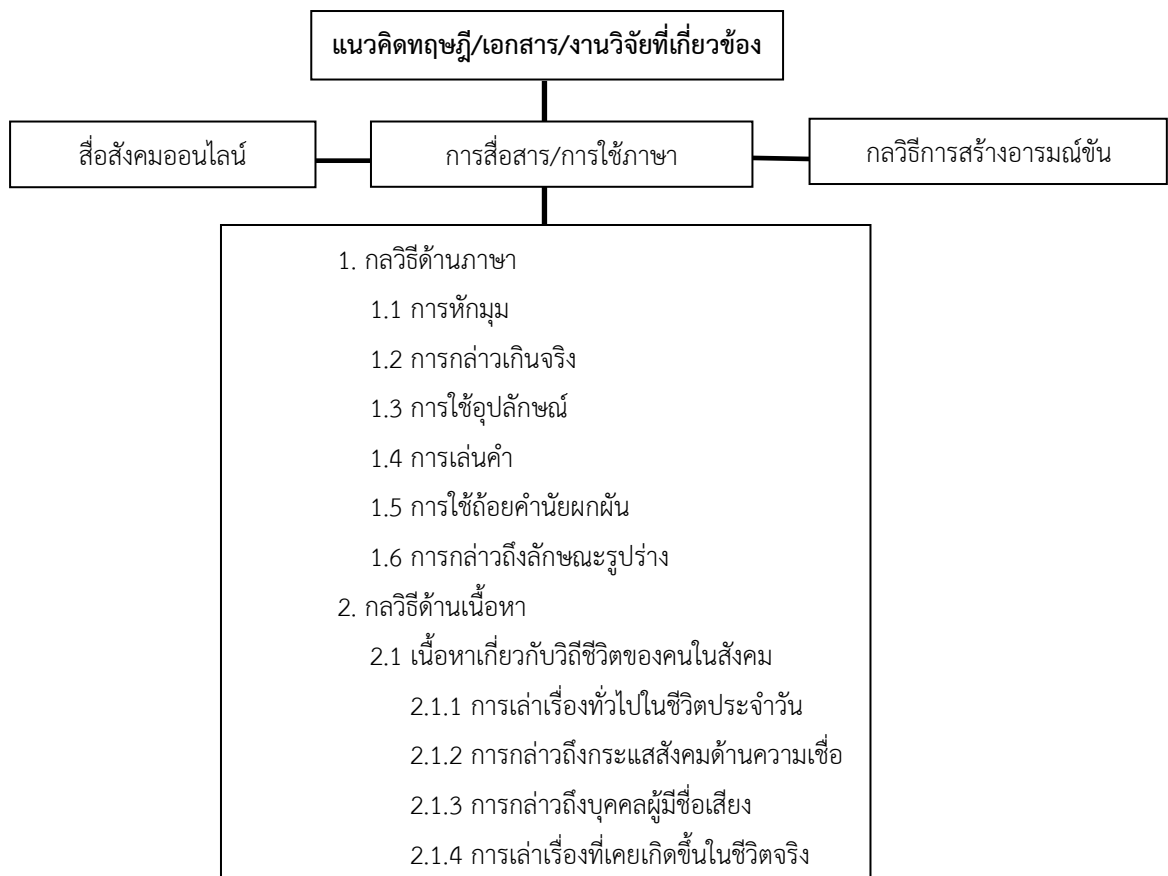 แนวคิดทฤษฎี/เอกสาร/งานวิจัยที่เกี่ยวข้อง
สื่อสังคมออนไลน์
การสื่อสาร/การใช้ภาษา
กลวิธีการสร้างอารมณ์ขัน
1. กลวิธีด้านภาษา
1.1 การหักมุม
1.2 การกล่าวเกินจริง
1.3 การใช้อุปลักษณ์
1.4 การเล่นคำ
1.5 การใช้ถ้อยคำนัยผกผัน
1.6 การกล่าวถึงลักษณะรูปร่าง
2. กลวิธีด้านเนื้อหา
2.1 เนื้อหาเกี่ยวกับวิถีชีวิตของคนในสังคม
2.1.1 การเล่าเรื่องทั่วไปในชีวิตประจำวัน
2.1.2 การกล่าวถึงกระแสสังคมด้านความเชื่อ
2.1.3 การกล่าวถึงบุคคลผู้มีชื่อเสียง
2.1.4 การเล่าเรื่องที่เคยเกิดขึ้นในชีวิตจริง